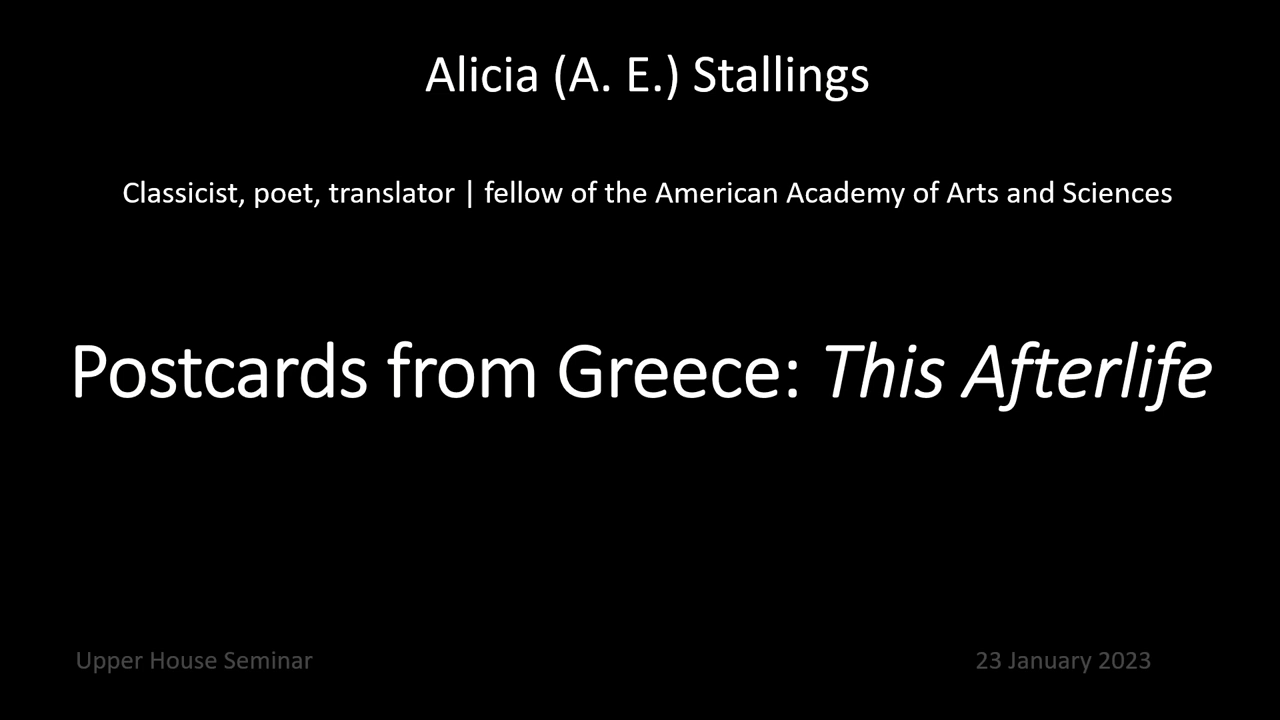 Alicia (A. E.) Stallings
Classicist, poet, translator | fellow of the American Academy of Arts and Sciences
Postcards from Greece: This Afterlife
Upper House Seminar
23 January 2023